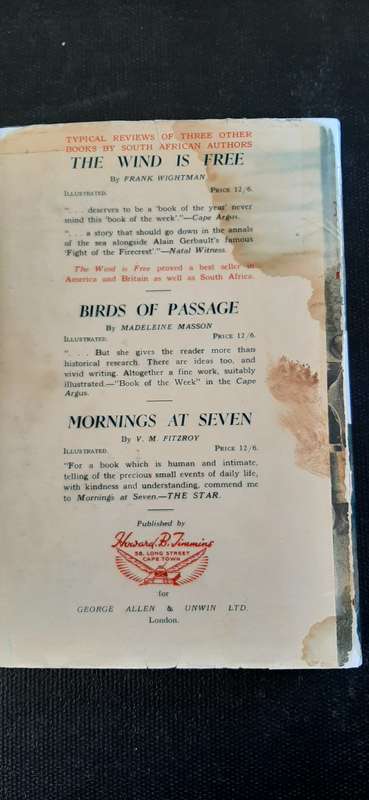 TYPICAL REVIEWS OF THREE OTHER
BOOKS BY SOUTH AFRICAN AUTHORS
THE WIND IS FREE
By FRANK WIGHTMAN
ILLUSTRATED. PRICE 12/6.
". . . deserves to be a 'book of the year' never
mind this 'book of the week'."—Cape Argus.
". . . a story that should go down in the annals
of the sea alongside Alain Gerbault's famous
'Fight of the Firecrest'."—Natal Witness.
The Wind is Free proved a best seller in
America and Britain as well as South Africa.
BIRDS OF PASSAGE
By MADELEINE MASSON
ILLUSTRATED. PRICE 12/6.
". . . But she gives the reader more than
historical research. There are ideas too, and
vivid writing. Altogether a fine work, suitably
illustrated.—"Book of the Week" in the Cape
Argus.
MORNINGS AT SEVEN
By V. M. FITZROY
ILLUSTRATED. PRICE 12/6.
"For a book which is human and intimate,
telling of the precious small events of daily life,
with kindness and understanding, commend me
to Mornings at Seven.—THE STAR.
Published by
Howard B. Timmins
58, LONG STREET
CAPE TOWN
for
GEORGE ALLEN & UNWIN LTD.
London.